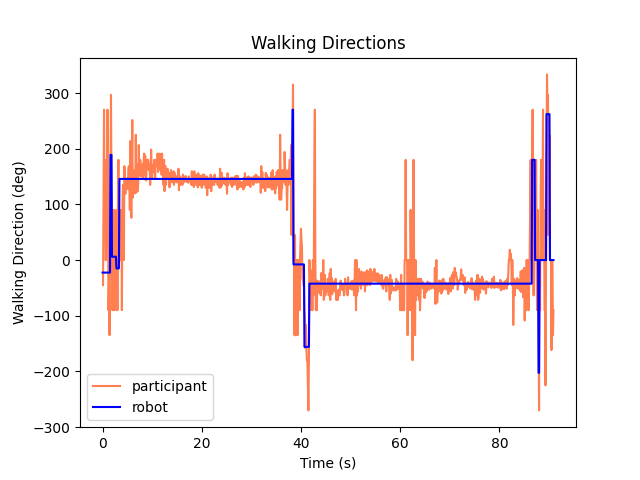 Walking Directions
Walking Direction (deg)
300
200
100
0
−100
−200
−300
participant
robot
0
20
40
60
80
Time (s)